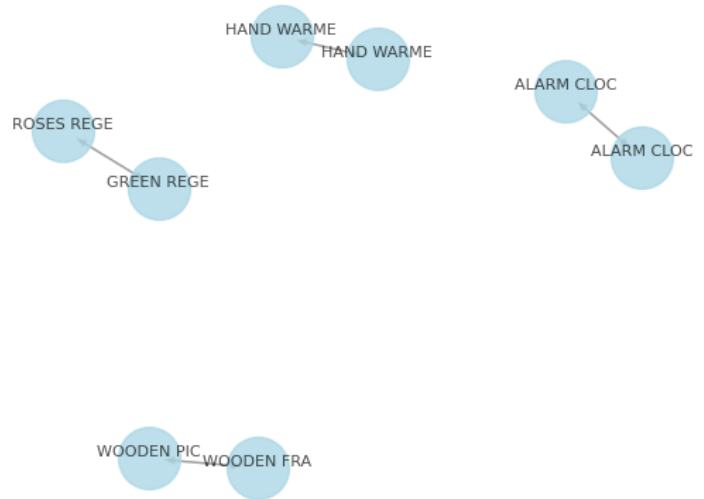 HAND WARME
HAND WARME
ALARM CLOC
ROSES REGE
ALARM CLOC
GREEN REGE
WOODEN PIC
WOODEN FRA